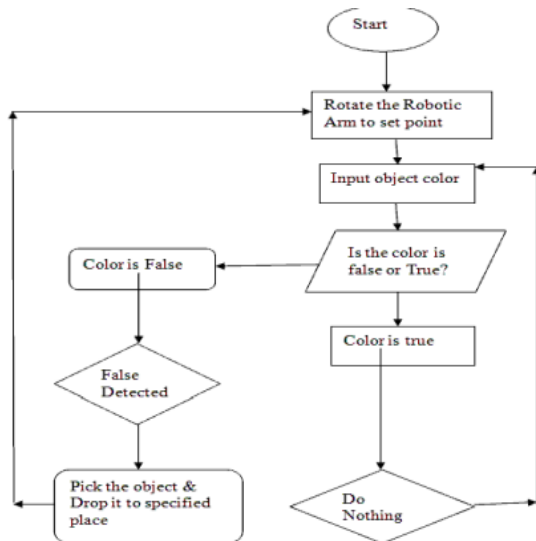 Start
Rotate the Robotic
Arm to set point
Input object color
Is the color is
false or True?
Color is False
Color is true
False
Detected
Pick the object &
Drop it to specified
place
Do
Nothing